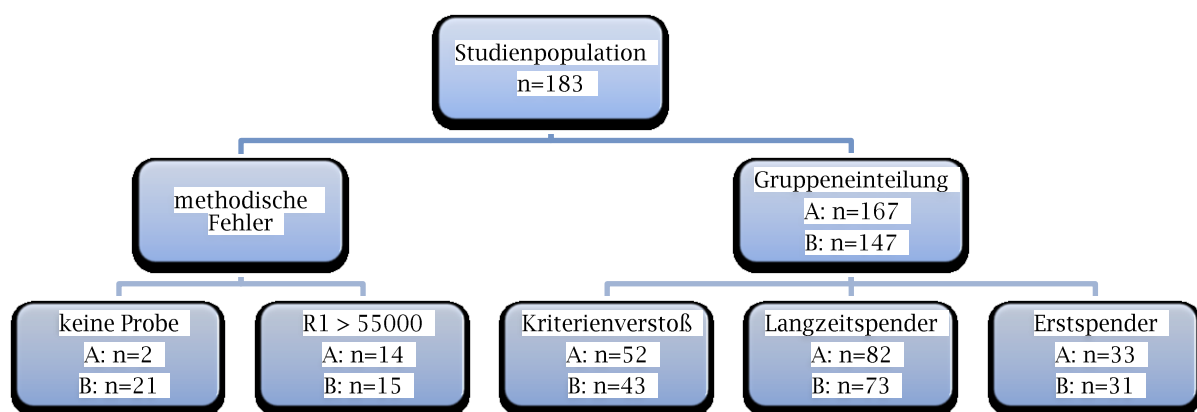 Studienpopulation
n=183
methodische
Fehler
Gruppeneinteilung
A: n=167
B: n=147
keine Probe
A: n=2
B: n=21
R1 > 55000
A: n=14
B: n=15
Kriterienverstoß
A: n=52
B: n=43
Langzeitspender
A: n=82
B: n=73
Erstspender
A: n=33
B: n=31